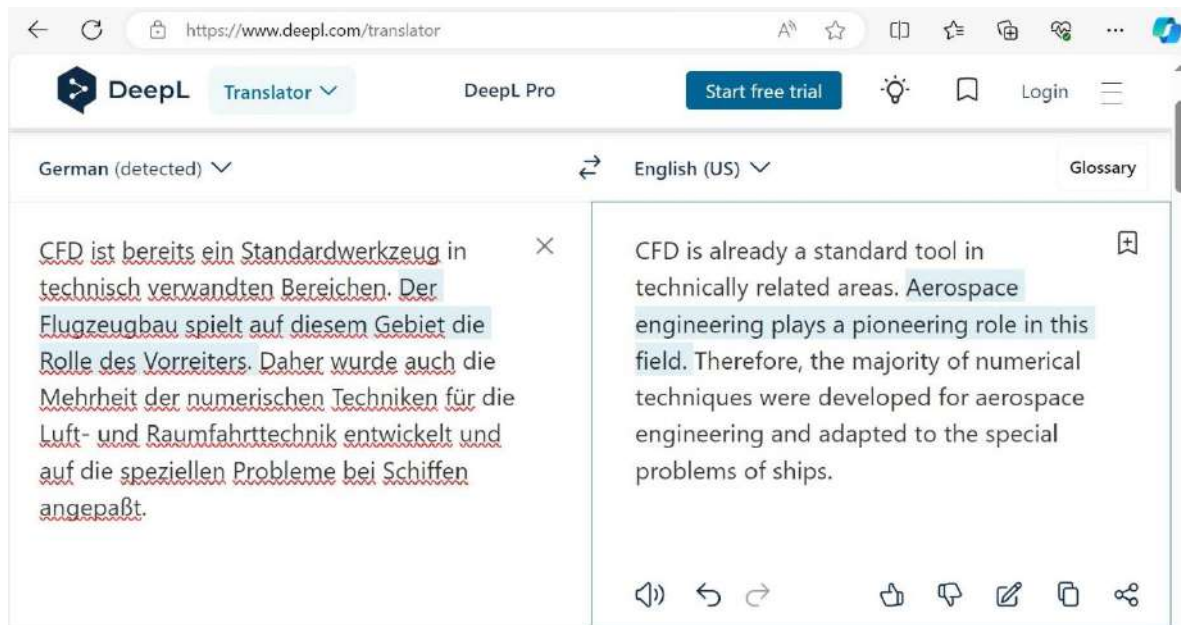 https://www.deepl.com/translator
DeepL Translator DeepL Pro Start free trial Login
German (detected) English (US) Glossary
CFD ist bereits ein Standardwerkzeug in
technisch verwandten Bereichen. Der
Flugzeugbau spielt auf diesem Gebiet die
Rolle des Vorreiters. Daher wurde auch die
Mehrheit der numerischen Techniken für die
Luft- und Raumfahrttechnik entwickelt und
auf die speziellen Probleme bei Schiffen
angepaßt.
CFD is already a standard tool in
technically related areas. Aerospace
engineering plays a pioneering role in this
field. Therefore, the majority of numerical
techniques were developed for aerospace
engineering and adapted to the special
problems of ships.